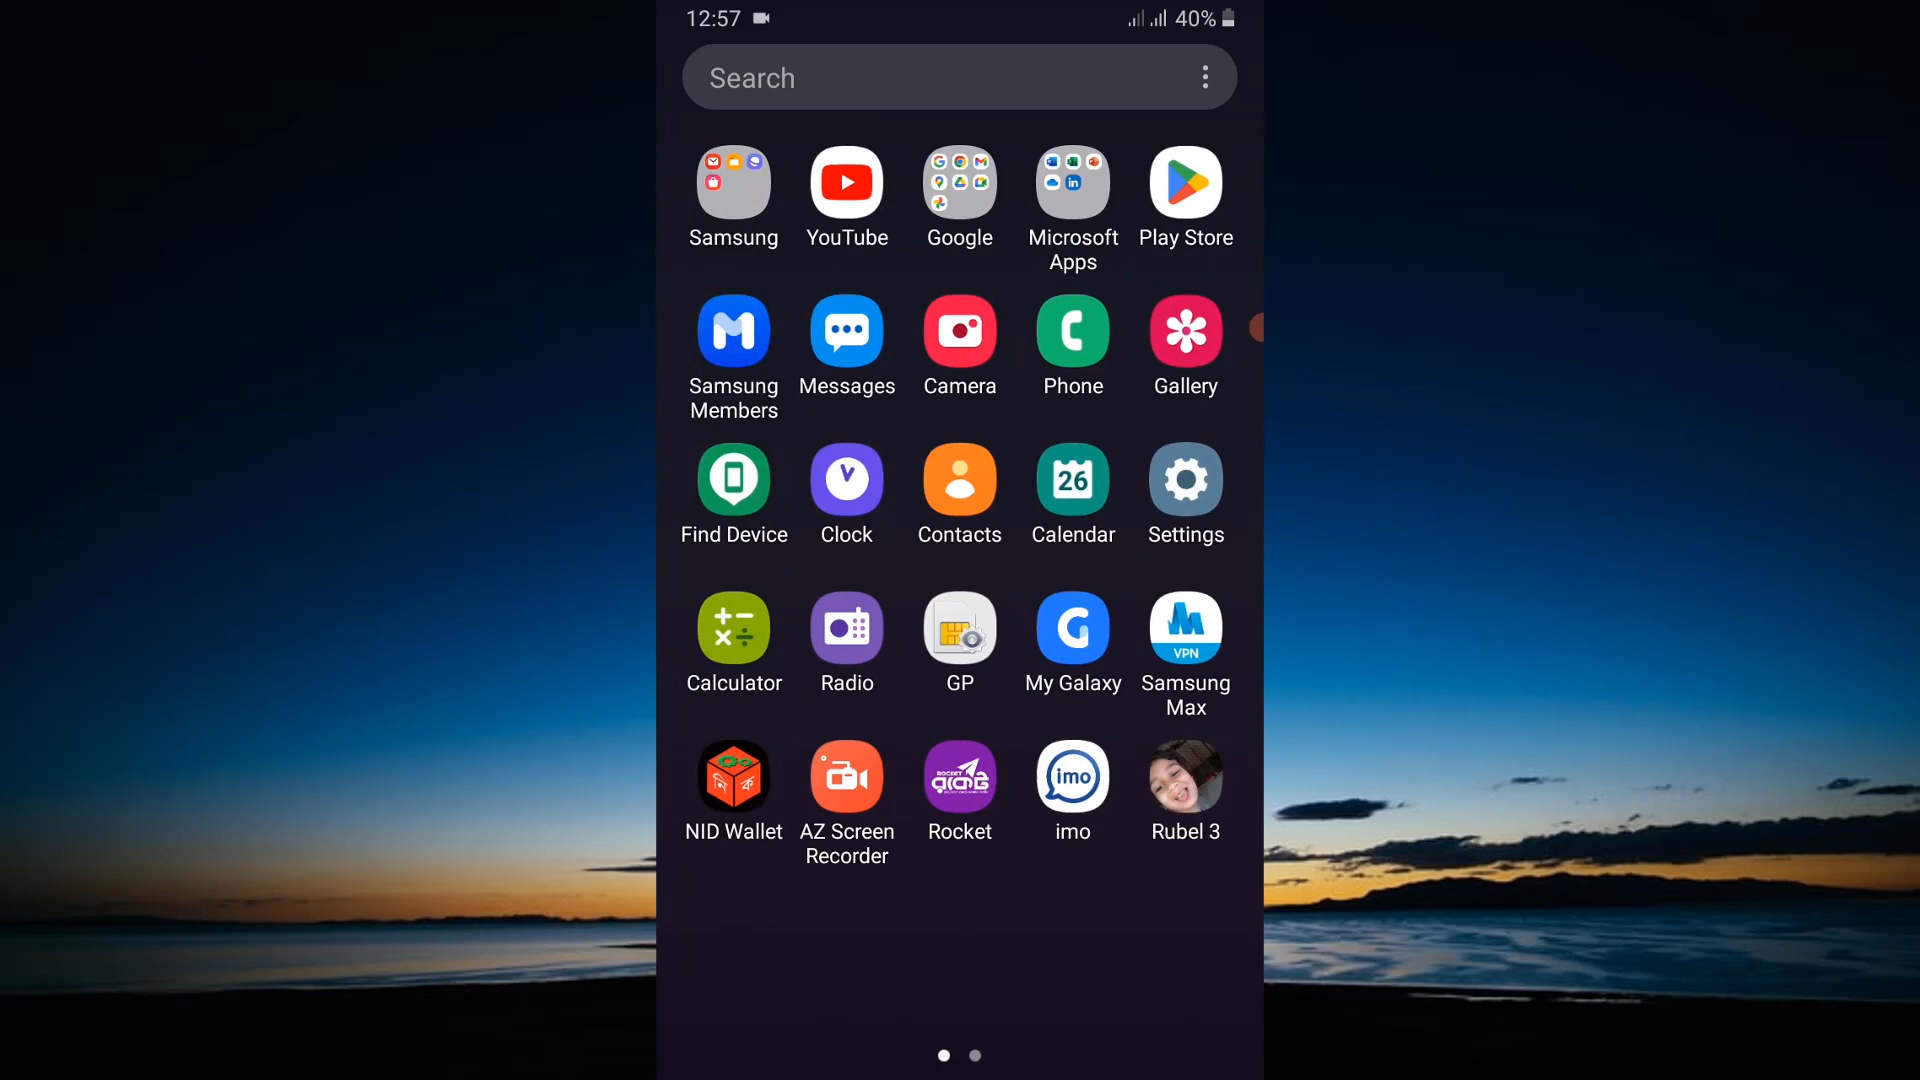 12:57 40%
Search
Samsung YouTube Google Microsoft Apps Play Store
Samsung Members Messages Camera Phone Gallery
26
Find Device Clock Contacts Calendar Settings
VPN
Calculator Radio GP My Galaxy Samsung Max
ROCKET
রকেট
imo
NID Wallet AZ Screen Recorder Rocket imo Rubel 3